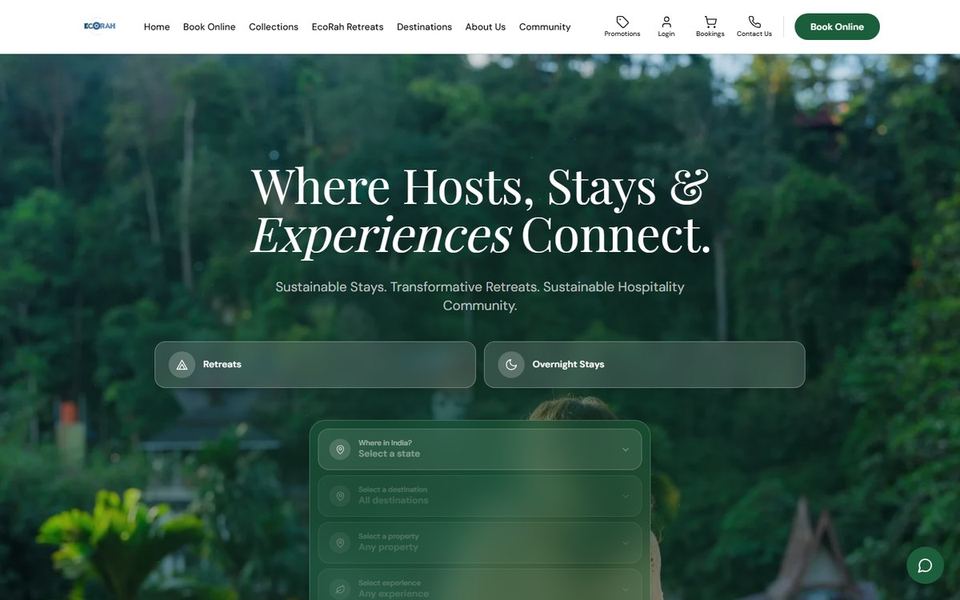 ECORAH
Home
Book Online
Collections
EcoRah Retreats
Destinations
About Us
Community
Promotions
Login
Bookings
Contact Us
Book Online
Where Hosts, Stays &
Experiences Connect.
Sustainable Stays. Transformative Retreats. Sustainable Hospitality
Community.
Retreats
Overnight Stays
Where in India?
Select a state
Select a destination
All destinations
Select a property
Any property
Select experience
Any experience